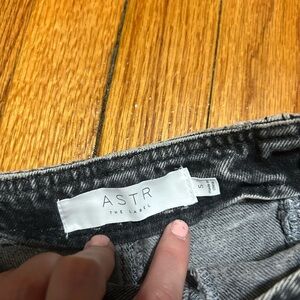 ASTR
THE LABEL
S